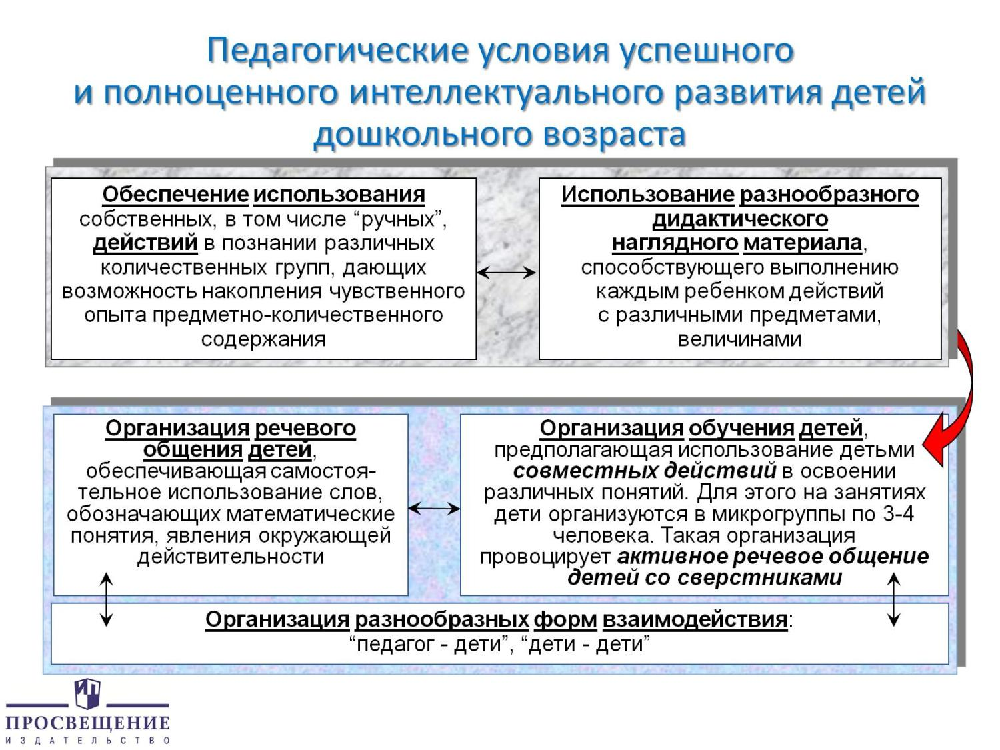 Педагогические условия успешного
и полноценного интеллектуального развития детей
дошкольного возраста
Обеспечение использования
собственных, в том числе “ручных”,
действий в познании различных
количественных групп, дающих
возможность накопления чувственного
опыта предметно-количественного
содержания
Использование разнообразного
дидактического
наглядного материала,
способствующего выполнению
каждым ребенком действий
с различными предметами,
величинами
Организация речевого
общения детей,
обеспечивающая самостоя-
тельное использование слов,
обозначающих математические
понятия, явления окружающей
действительности
Организация обучения детей,
предполагающая использование детьми
совместных действий в освоении
различных понятий. Для этого на занятиях
дети организуются в микрогруппы по 3-4
человека. Такая организация
провоцирует активное речевое общение
детей со сверстниками
Организация разнообразных форм взаимодействия:
“педагог - дети”, “дети - дети”
ИП
ПРОСВЕЩЕНИЕ
ИЗДАТЕЛЬСТВО